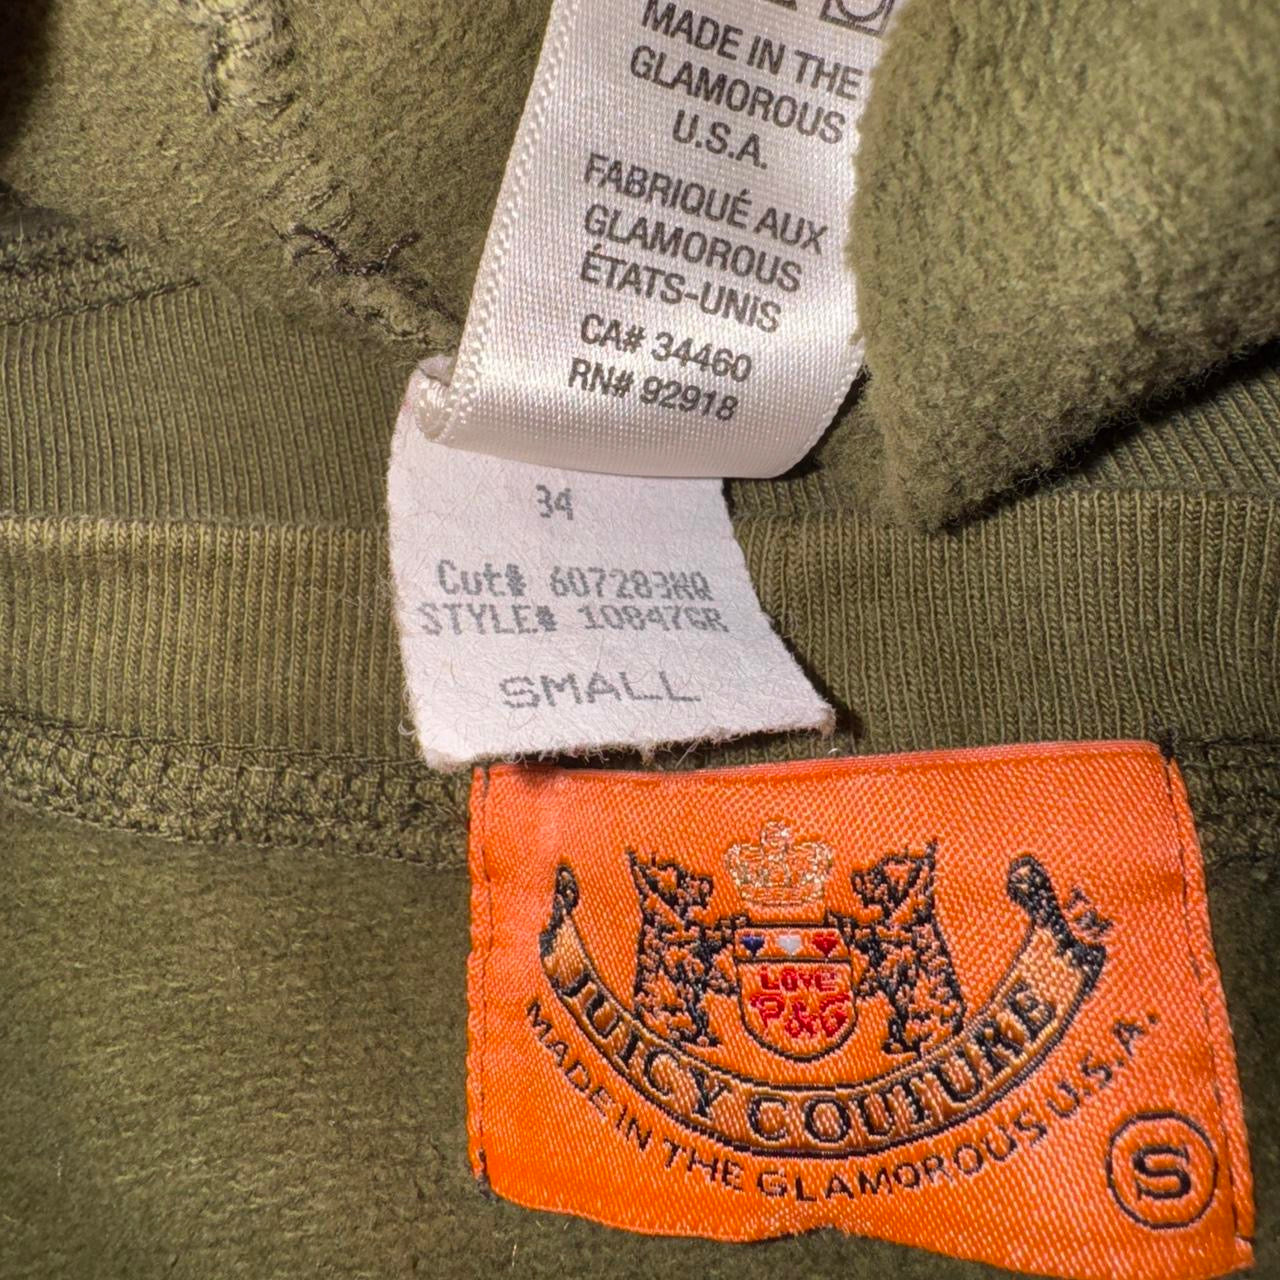 MADE IN THE
GLAMOROUS
U.S.A.
FABRIQUÉ AUX
GLAMOROUS
ÉTATS-UNIS
CA# 34460
RN# 92918
34
Cut# 607283HQ
STYLE# 10847GR
SMALL
LOVE
P&G
JUICY COUTURE
MADE IN THE GLAMOROUS U.S.A.
S